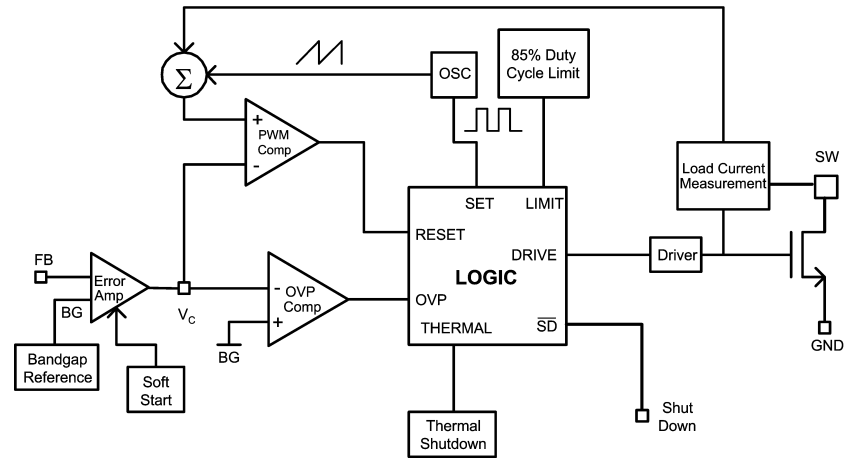 Σ
OSC
85% Duty
Cycle Limit
+
PWM
Comp
-
Load Current
Measurement
SW
SET
LIMIT
RESET
DRIVE
Driver
LOGIC
FB
Error
Amp
BG
VC
-
OVP
Comp
+
BG
OVP
THERMAL
SD
GND
Bandgap
Reference
Soft
Start
Thermal
Shutdown
Shut
Down